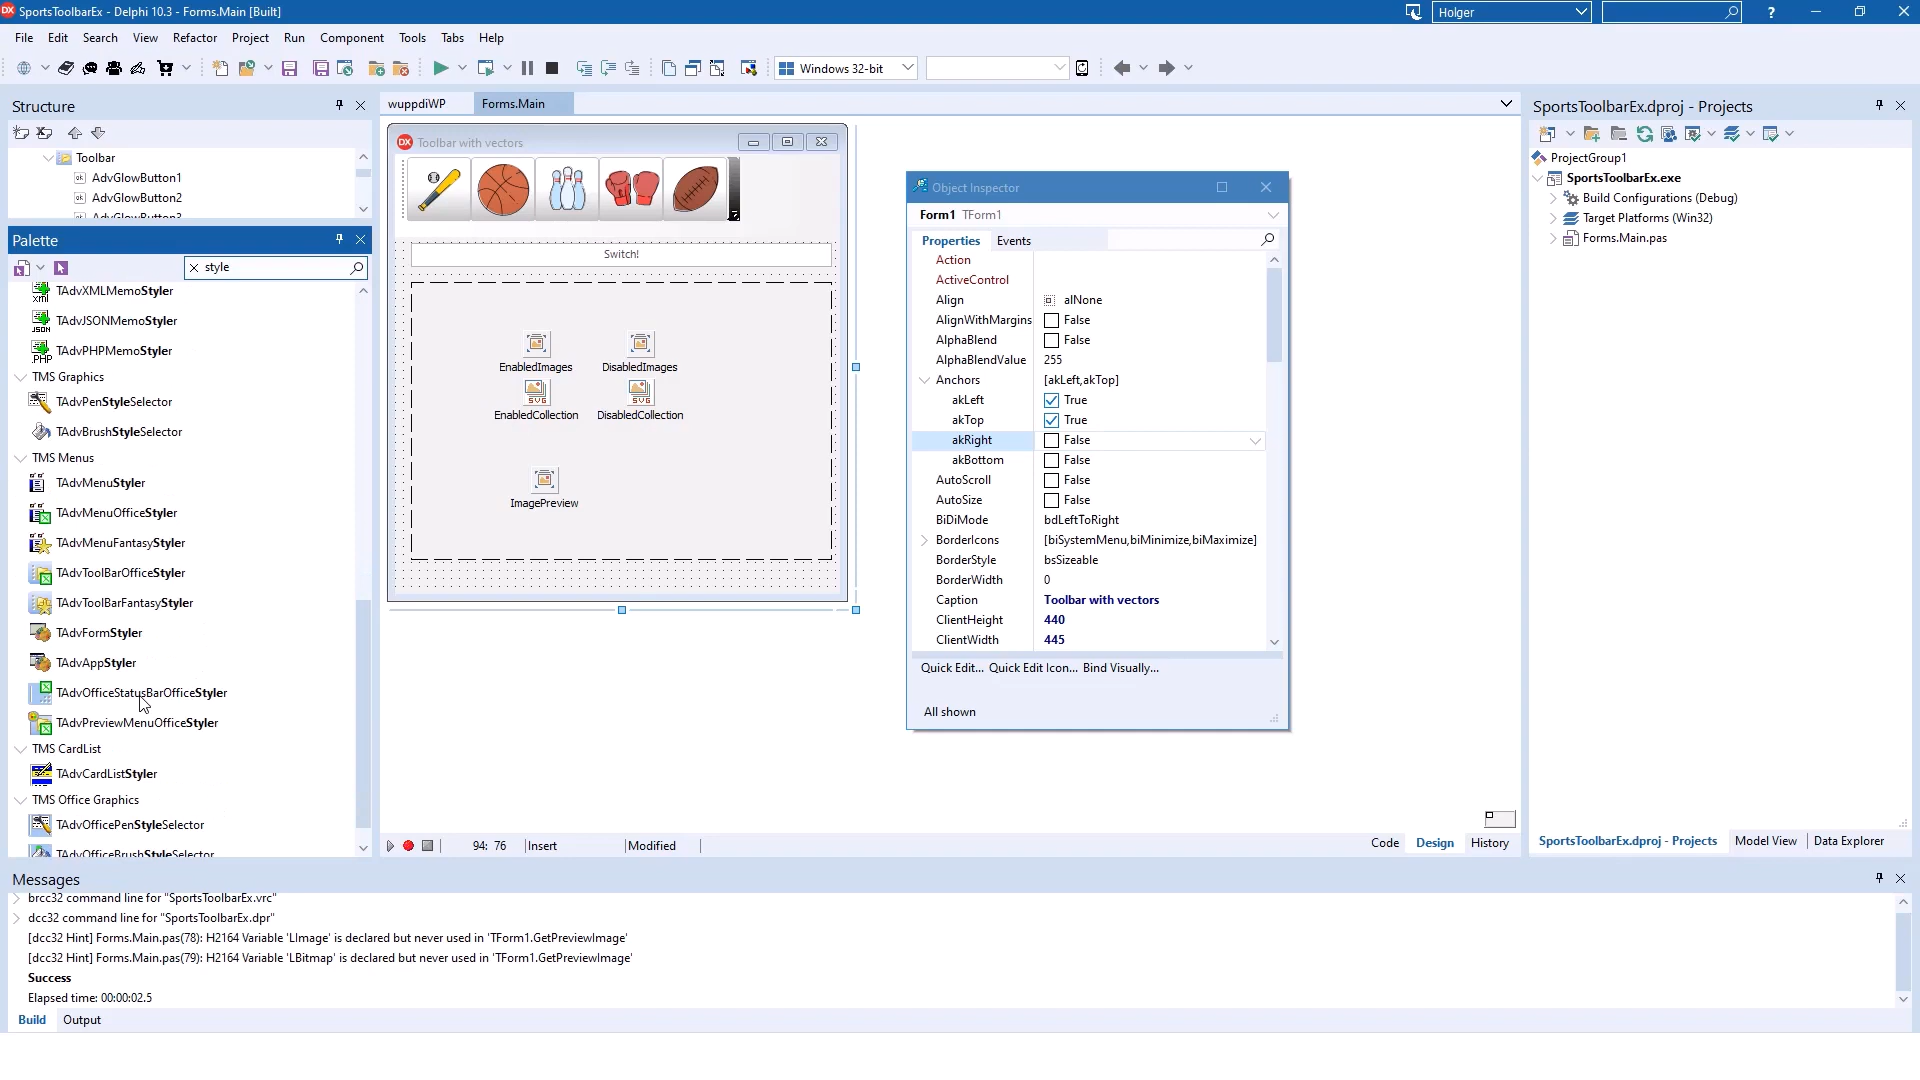 SportsToolbarEx - Delphi 10.3 - Forms.Main [Built]
Holger
?
File Edit Search View Refactor Project Run Component Tools Tabs Help
Windows 32-bit
Structure
Toolbar
AdvGlowButton1
AdvGlowButton2
AdvGlowButton3
Palette
style
TAdvXMLMemoStyler
TAdvJSONMemoStyler
TAdvPHPMemoStyler
TMS Graphics
TAdvPenStyleSelector
TAdvBrushStyleSelector
TMS Menus
TAdvMenuStyler
TAdvMenuOfficeStyler
TAdvMenuFantasyStyler
TAdvToolBarOfficeStyler
TAdvToolBarFantasyStyler
TAdvFormStyler
TAdvAppStyler
TAdvOfficeStatusBarOfficeStyler
TAdvPreviewMenuOfficeStyler
TMS CardList
TAdvCardListStyler
TMS Office Graphics
TAdvOfficePenStyleSelector
TAdvOfficeBrushStyleSelector
wuppdiWP Forms.Main
DX Toolbar with vectors
Switch!
EnabledImages DisabledImages
SVG SVG
EnabledCollection DisabledCollection
ImagePreview
Object Inspector
Form1 TForm1
Properties Events
Action
ActiveControl
Align alNone
AlignWithMargins False
AlphaBlend False
AlphaBlendValue 255
Anchors [akLeft,akTop]
akLeft True
akTop True
akRight False
akBottom False
AutoScroll False
AutoSize False
BiDiMode bdLeftToRight
BorderIcons [biSystemMenu,biMinimize,biMaximize]
BorderStyle bsSizeable
BorderWidth 0
Caption Toolbar with vectors
ClientHeight 440
ClientWidth 445
Quick Edit... Quick Edit Icon... Bind Visually...
All shown
94: 76 Insert Modified
Code Design History
SportsToolbarEx.dproj - Projects
ProjectGroup1
SportsToolbarEx.exe
Build Configurations (Debug)
Target Platforms (Win32)
Forms.Main.pas
SportsToolbarEx.dproj - Projects Model View Data Explorer
Messages
brcc32 command line for "SportsToolbarEx.vrc"
dcc32 command line for "SportsToolbarEx.dpr"
[dcc32 Hint] Forms.Main.pas(78): H2164 Variable 'LImage' is declared but never used in 'TForm1.GetPreviewImage'
[dcc32 Hint] Forms.Main.pas(79): H2164 Variable 'LBitmap' is declared but never used in 'TForm1.GetPreviewImage'
Success
Elapsed time: 00:00:02.5
Build Output